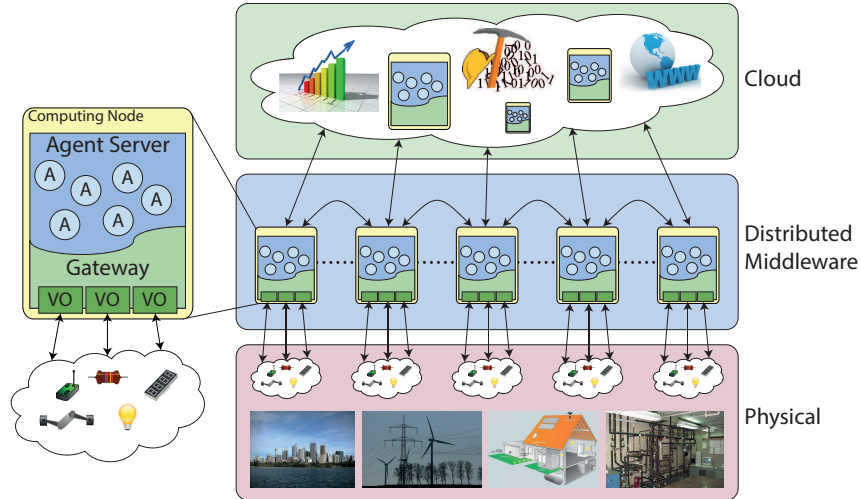 Cloud
WWW
Computing Node
Agent Server
A
A
A
A
A
A
Gateway
VO VO VO
Distributed
Middleware
Physical